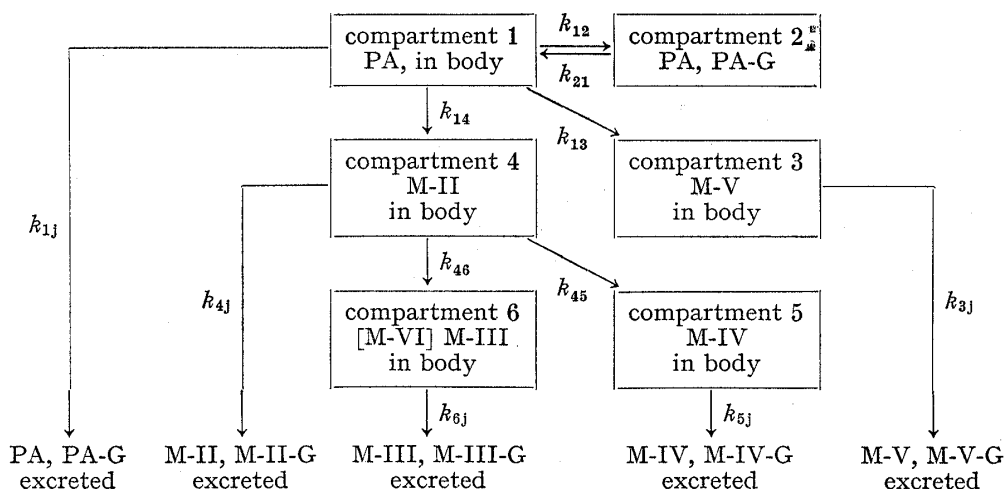 compartment 1
PA, in body
k12
k21
compartment 2
PA, PA-G
k14
k13
compartment 4
M-II
in body
compartment 3
M-V
in body
k1j
k46
k45
k4j
k3j
compartment 6
[M-VI] M-III
in body
compartment 5
M-IV
in body
k6j
k5j
PA, PA-G
excreted
M-II, M-II-G
excreted
M-III, M-III-G
excreted
M-IV, M-IV-G
excreted
M-V, M-V-G
excreted